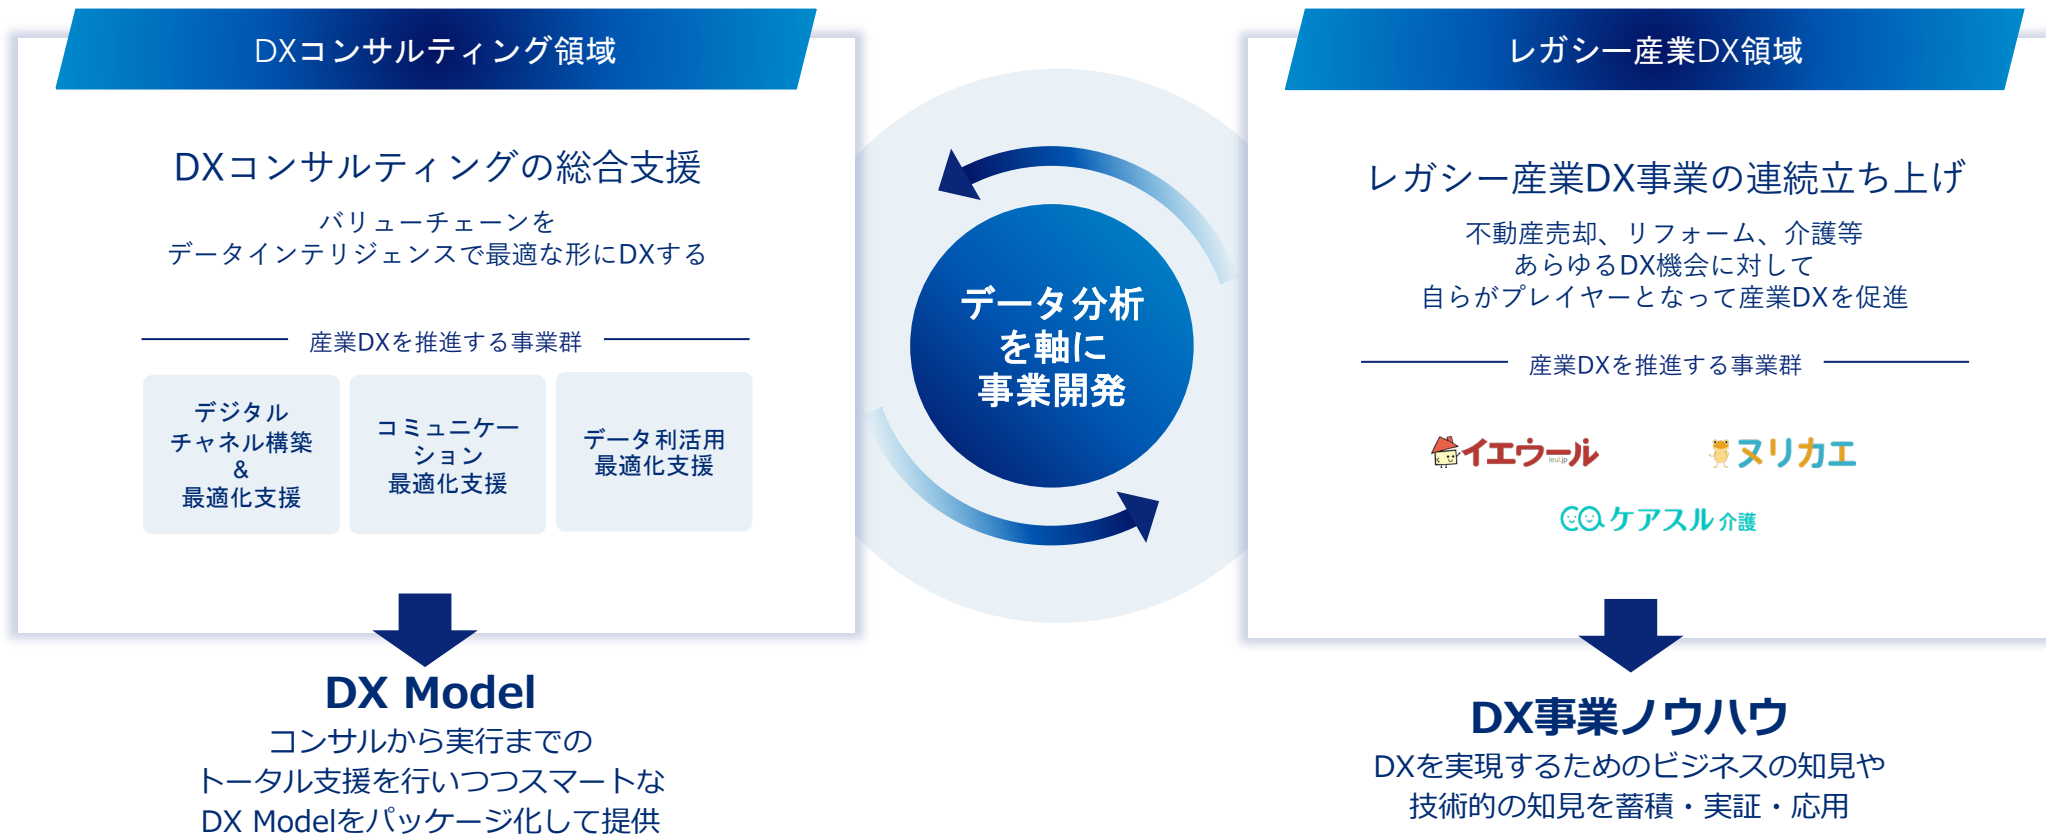 DXコンサルティング領域
DXコンサルティングの総合支援
バリューチェーンを
データインテリジェンスで最適な形にDXする
産業DXを推進する事業群
デジタル
チャネル構築
&
最適化支援
コミュニケー
ション
最適化支援
データ利活用
最適化支援
DX Model
コンサルから実行までの
トータル支援を行いつつスマートな
DX Modelをパッケージ化して提供
データ分析
を軸に
事業開発
レガシー産業DX領域
レガシー産業DX事業の連続立ち上げ
不動産売却、リフォーム、介護等
あらゆるDX機会に対して
自らがプレイヤーとなって産業DXを促進
産業DXを推進する事業群
イエウール
ieul.jp
ヌリカエ
ケアスル 介護
DX事業ノウハウ
DXを実現するためのビジネスの知見や
技術的の知見を蓄積・実証・応用